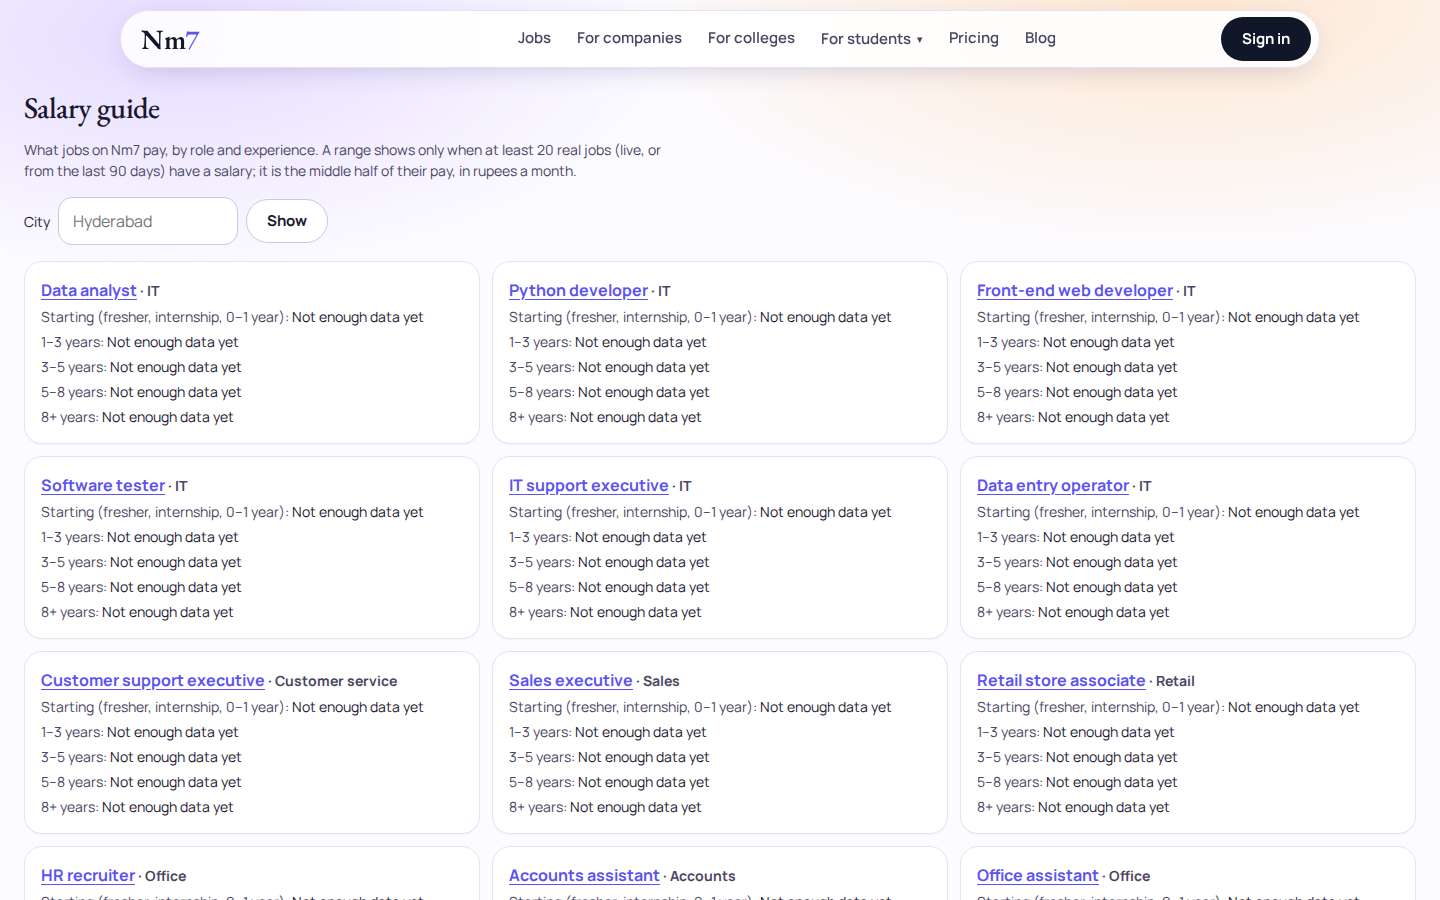 Nm7
Jobs
For companies
For colleges
For students ▾
Pricing
Blog
Sign in
Salary guide
What jobs on Nm7 pay, by role and experience. A range shows only when at least 20 real jobs (live, or
from the last 90 days) have a salary; it is the middle half of their pay, in rupees a month.
City
Hyderabad
Show
Data analyst · IT
Starting (fresher, internship, 0–1 year): Not enough data yet
1–3 years: Not enough data yet
3–5 years: Not enough data yet
5–8 years: Not enough data yet
8+ years: Not enough data yet
Python developer · IT
Starting (fresher, internship, 0–1 year): Not enough data yet
1–3 years: Not enough data yet
3–5 years: Not enough data yet
5–8 years: Not enough data yet
8+ years: Not enough data yet
Front-end web developer · IT
Starting (fresher, internship, 0–1 year): Not enough data yet
1–3 years: Not enough data yet
3–5 years: Not enough data yet
5–8 years: Not enough data yet
8+ years: Not enough data yet
Software tester · IT
Starting (fresher, internship, 0–1 year): Not enough data yet
1–3 years: Not enough data yet
3–5 years: Not enough data yet
5–8 years: Not enough data yet
8+ years: Not enough data yet
IT support executive · IT
Starting (fresher, internship, 0–1 year): Not enough data yet
1–3 years: Not enough data yet
3–5 years: Not enough data yet
5–8 years: Not enough data yet
8+ years: Not enough data yet
Data entry operator · IT
Starting (fresher, internship, 0–1 year): Not enough data yet
1–3 years: Not enough data yet
3–5 years: Not enough data yet
5–8 years: Not enough data yet
8+ years: Not enough data yet
Customer support executive · Customer service
Starting (fresher, internship, 0–1 year): Not enough data yet
1–3 years: Not enough data yet
3–5 years: Not enough data yet
5–8 years: Not enough data yet
8+ years: Not enough data yet
Sales executive · Sales
Starting (fresher, internship, 0–1 year): Not enough data yet
1–3 years: Not enough data yet
3–5 years: Not enough data yet
5–8 years: Not enough data yet
8+ years: Not enough data yet
Retail store associate · Retail
Starting (fresher, internship, 0–1 year): Not enough data yet
1–3 years: Not enough data yet
3–5 years: Not enough data yet
5–8 years: Not enough data yet
8+ years: Not enough data yet
HR recruiter · Office
Accounts assistant · Accounts
Office assistant · Office